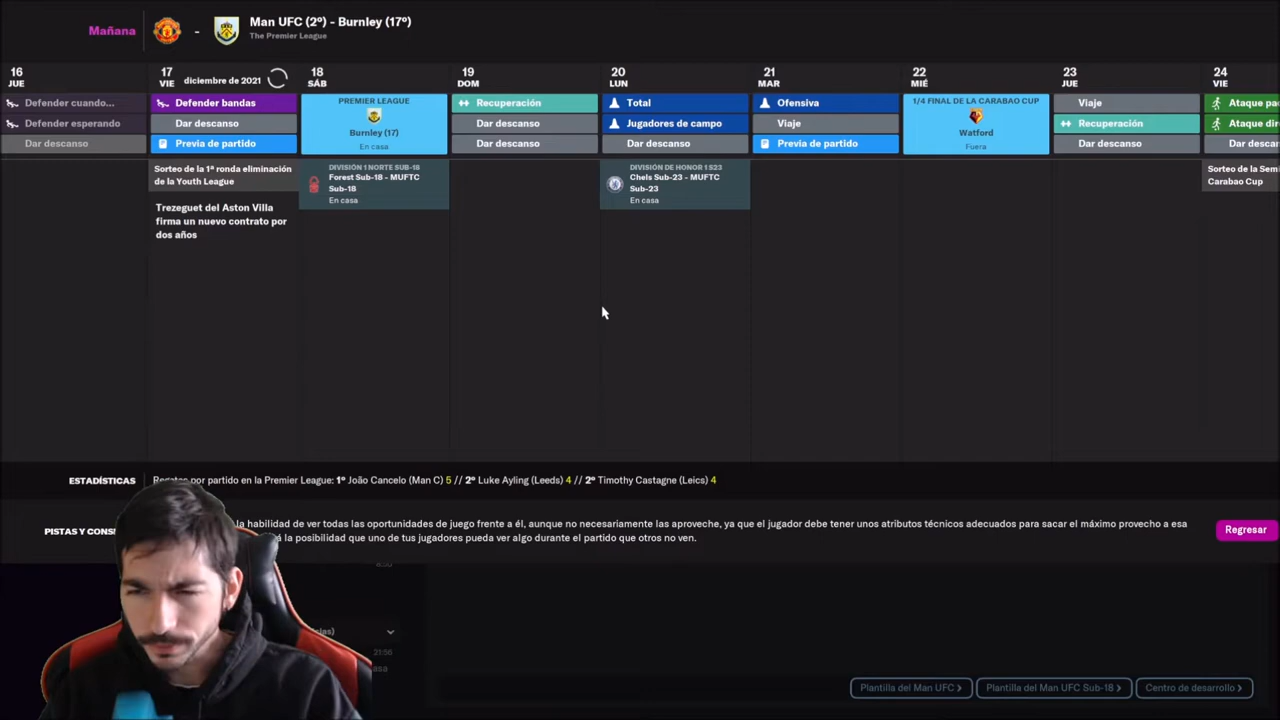 Mañana
Man UFC (2º) - Burnley (17º)
The Premier League
16
JUE
17
VIE
diciembre de 2021
18
SÁB
19
DOM
20
LUN
21
MAR
22
MIÉ
23
JUE
24
VIE
Defender cuando...
Defender bandas
PREMIER LEAGUE
Recuperación
Total
Ofensiva
1/4 FINAL DE LA CARABAO CUP
Viaje
Ataque pa
Defender esperando
Dar descanso
Burnley (17)
Dar descanso
Jugadores de campo
Viaje
Watford
Recuperación
Ataque dir
Dar descanso
Previa de partido
En casa
Dar descanso
Dar descanso
Previa de partido
Fuera
Dar descanso
Dar descar
Sorteo de la 1ª ronda eliminación
de la Youth League
Trezeguet del Aston Villa
firma un nuevo contrato por
dos años
DIVISIÓN 1 NORTE SUB-18
Forest Sub-18 - MUFTC
Sub-18
En casa
DIVISIÓN DE HONOR 1 S23
Chels Sub-23 - MUFTC
Sub-23
En casa
Sorteo de la Sem
Carabao Cup
ESTADÍSTICAS
Regates por partido en la Premier League: 1º João Cancelo (Man C) 5 // 2º Luke Ayling (Leeds) 4 // 2º Timothy Castagne (Leics) 4
PISTAS Y CONSE
la habilidad de ver todas las oportunidades de juego frente a él, aunque no necesariamente las aproveche, ya que el jugador debe tener unos atributos técnicos adecuados para sacar el máximo provecho a esa
la posibilidad que uno de tus jugadores pueda ver algo durante el partido que otros no ven.
Regresar
21:56
Plantilla del Man UFC >
Plantilla del Man UFC Sub-18 >
Centro de desarrollo >